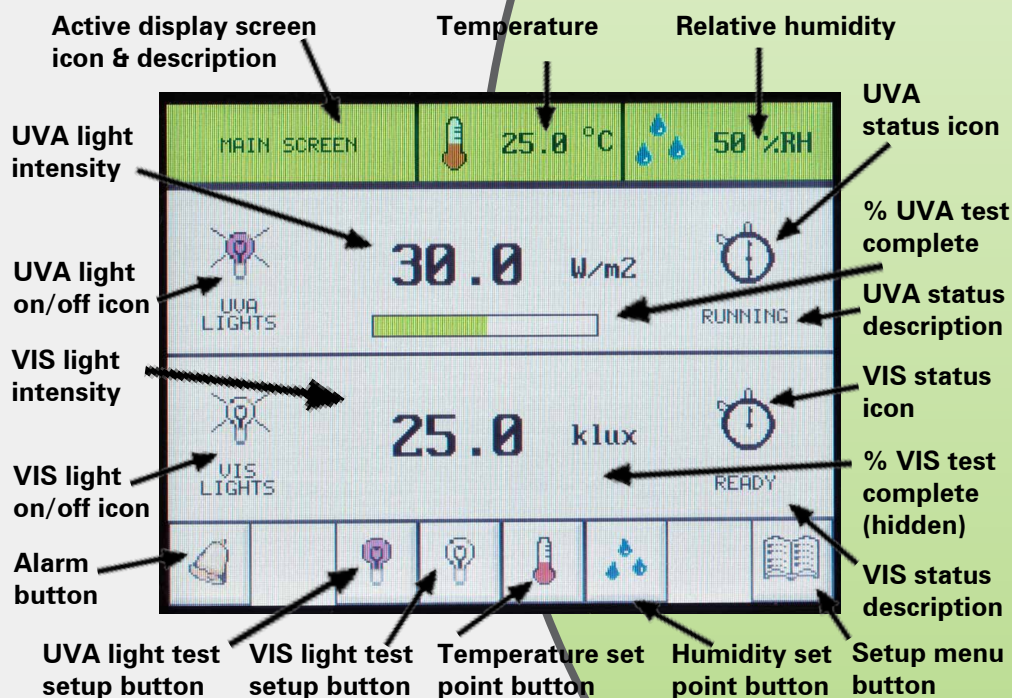 Active display screen
icon & description
Temperature
Relative humidity
UVA
status icon
UVA light
intensity
MAIN SCREEN
25.0 °C
50 %RH
% UVA test
complete
30.0 W/m2
UVA light
on/off icon
UVA
LIGHTS
RUNNING
UVA status
description
VIS light
intensity
VIS status
icon
25.0 klux
VIS light
on/off icon
VIS
LIGHTS
READY
% VIS test
complete
(hidden)
Alarm
button
VIS status
description
UVA light test
setup button
VIS light test
setup button
Temperature set
point button
Humidity set
point button
Setup menu
button